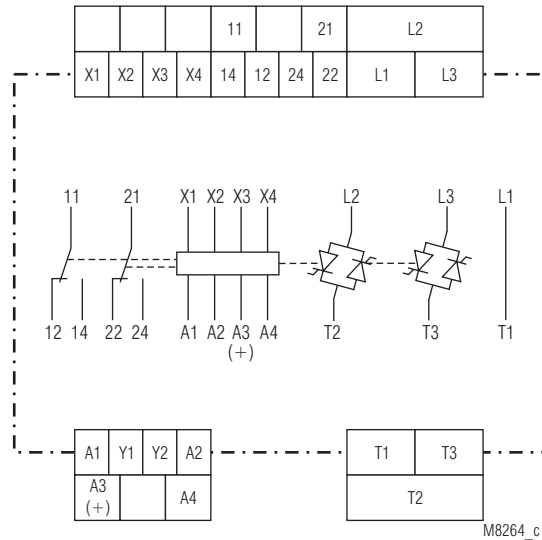 11 21 L2
X1 X2 X3 X4 14 12 24 22 L1 L3
11 21 X1 X2 X3 X4 L2 L3 L1
12 14 22 24 A1 A2 A3 A4 T2 T3 T1
(+)
A1 Y1 Y2 A2 T1 T3
A3 A4 T2
(+)
M8264_c